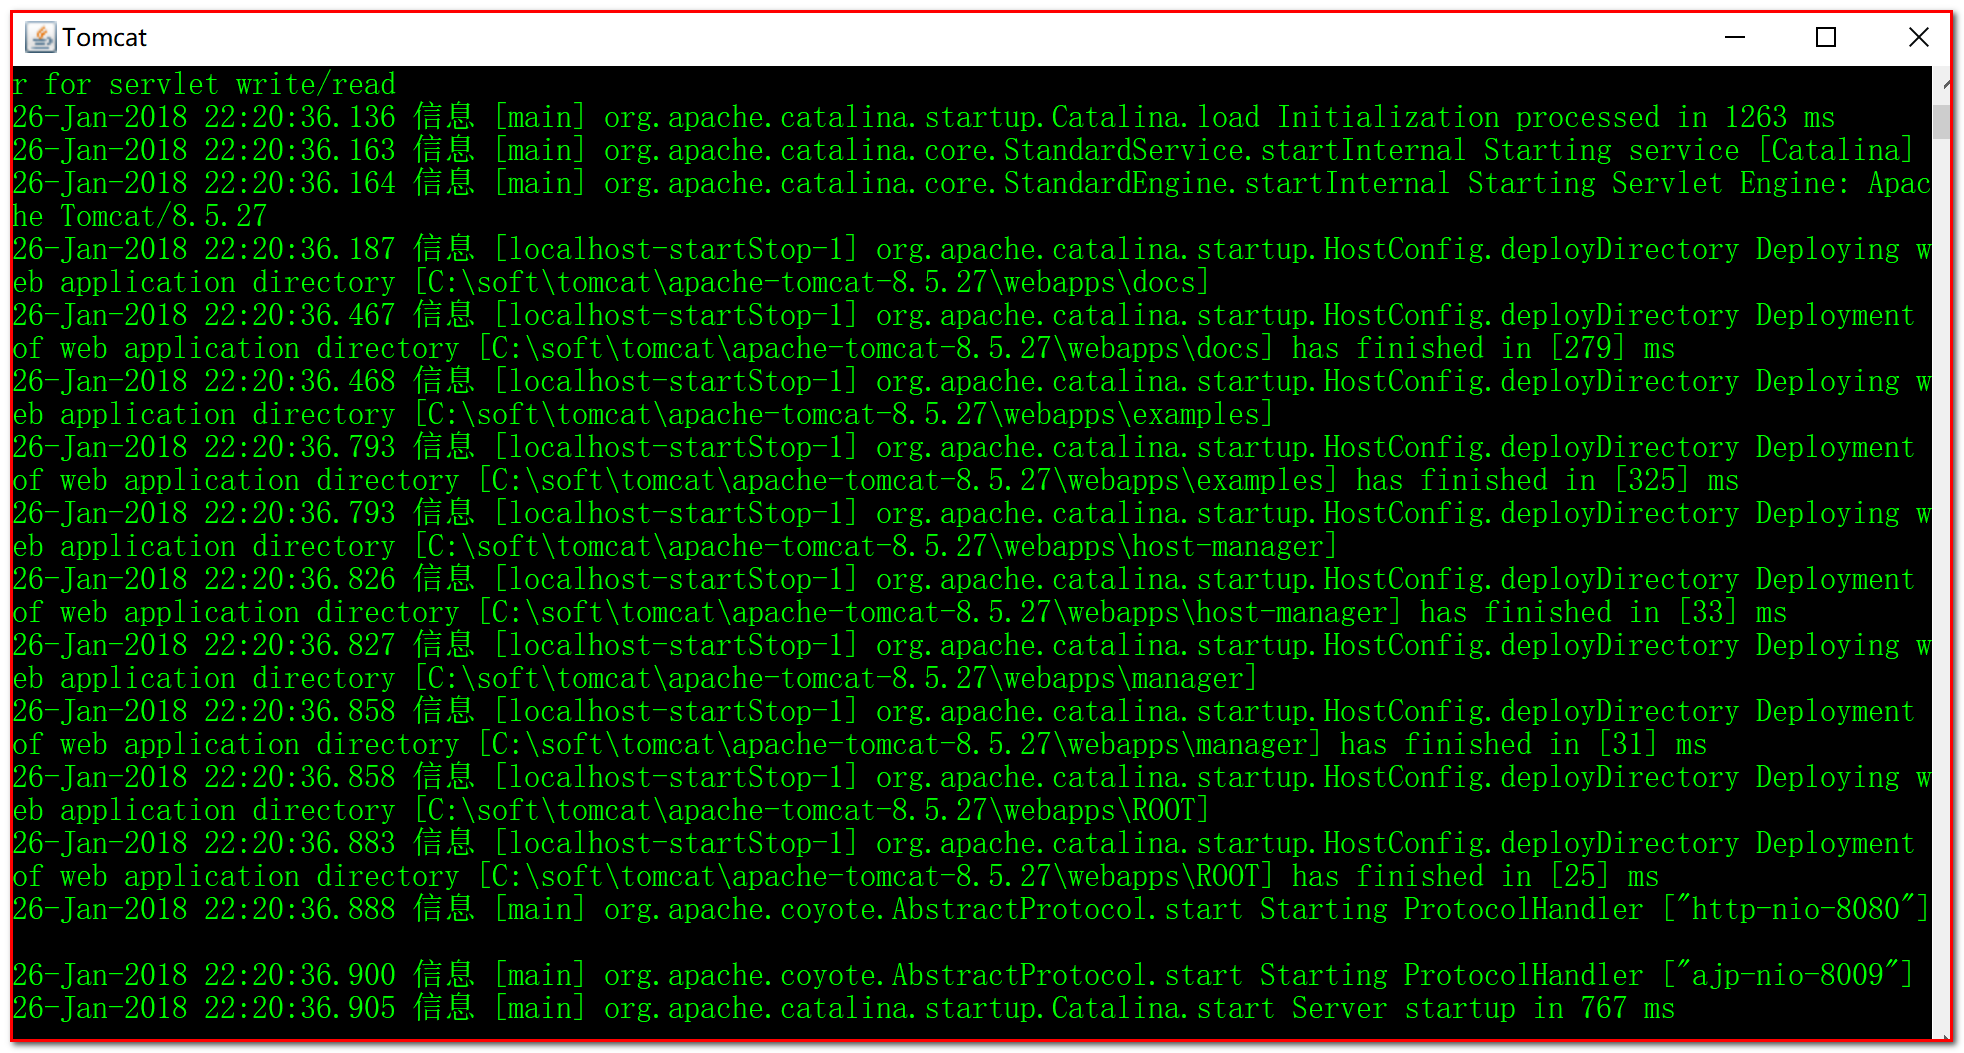 Tomcat
r for servlet write/read
26-Jan-2018 22:20:36.136 信息 [main] org.apache.catalina.startup.Catalina.load Initialization processed in 1263 ms
26-Jan-2018 22:20:36.163 信息 [main] org.apache.catalina.core.StandardService.startInternal Starting service [Catalina]
26-Jan-2018 22:20:36.164 信息 [main] org.apache.catalina.core.StandardEngine.startInternal Starting Servlet Engine: Apac
he Tomcat/8.5.27
26-Jan-2018 22:20:36.187 信息 [localhost-startStop-1] org.apache.catalina.startup.HostConfig.deployDirectory Deploying w
eb application directory [C:\soft\tomcat\apache-tomcat-8.5.27\webapps\docs]
26-Jan-2018 22:20:36.467 信息 [localhost-startStop-1] org.apache.catalina.startup.HostConfig.deployDirectory Deployment
of web application directory [C:\soft\tomcat\apache-tomcat-8.5.27\webapps\docs] has finished in [279] ms
26-Jan-2018 22:20:36.468 信息 [localhost-startStop-1] org.apache.catalina.startup.HostConfig.deployDirectory Deploying w
eb application directory [C:\soft\tomcat\apache-tomcat-8.5.27\webapps\examples]
26-Jan-2018 22:20:36.793 信息 [localhost-startStop-1] org.apache.catalina.startup.HostConfig.deployDirectory Deployment
of web application directory [C:\soft\tomcat\apache-tomcat-8.5.27\webapps\examples] has finished in [325] ms
26-Jan-2018 22:20:36.793 信息 [localhost-startStop-1] org.apache.catalina.startup.HostConfig.deployDirectory Deploying w
eb application directory [C:\soft\tomcat\apache-tomcat-8.5.27\webapps\host-manager]
26-Jan-2018 22:20:36.826 信息 [localhost-startStop-1] org.apache.catalina.startup.HostConfig.deployDirectory Deployment
of web application directory [C:\soft\tomcat\apache-tomcat-8.5.27\webapps\host-manager] has finished in [33] ms
26-Jan-2018 22:20:36.827 信息 [localhost-startStop-1] org.apache.catalina.startup.HostConfig.deployDirectory Deploying w
eb application directory [C:\soft\tomcat\apache-tomcat-8.5.27\webapps\manager]
26-Jan-2018 22:20:36.858 信息 [localhost-startStop-1] org.apache.catalina.startup.HostConfig.deployDirectory Deployment
of web application directory [C:\soft\tomcat\apache-tomcat-8.5.27\webapps\manager] has finished in [31] ms
26-Jan-2018 22:20:36.858 信息 [localhost-startStop-1] org.apache.catalina.startup.HostConfig.deployDirectory Deploying w
eb application directory [C:\soft\tomcat\apache-tomcat-8.5.27\webapps\ROOT]
26-Jan-2018 22:20:36.883 信息 [localhost-startStop-1] org.apache.catalina.startup.HostConfig.deployDirectory Deployment
of web application directory [C:\soft\tomcat\apache-tomcat-8.5.27\webapps\ROOT] has finished in [25] ms
26-Jan-2018 22:20:36.888 信息 [main] org.apache.coyote.AbstractProtocol.start Starting ProtocolHandler ["http-nio-8080"]
26-Jan-2018 22:20:36.900 信息 [main] org.apache.coyote.AbstractProtocol.start Starting ProtocolHandler ["ajp-nio-8009"]
26-Jan-2018 22:20:36.905 信息 [main] org.apache.catalina.startup.Catalina.start Server startup in 767 ms